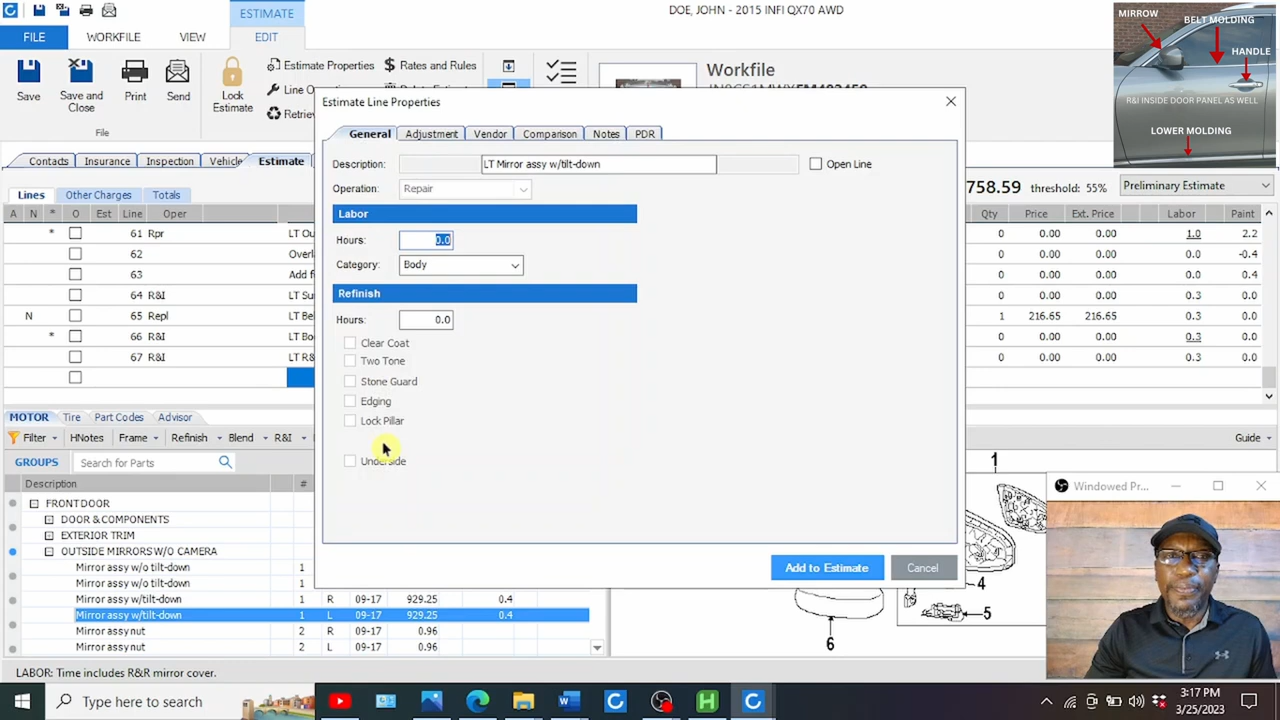 ESTIMATE
DOE, JOHN - 2015 INFI QX70 AWD
FILE
WORKFILE
VIEW
EDIT
Save
Save and Close
Print
Send
File
Lock Estimate
Estimate Properties
Rates and Rules
Workfile
MIRROW
BELT MOLDING
HANDLE
R&I INSIDE DOOR PANEL AS WELL
LOWER MOLDING
Contacts Insurance Inspection Vehicle Estimate
Lines Other Charges Totals
758.59 threshold: 55% Preliminary Estimate
A N * O Est Line Oper
Qty Price Ext. Price Labor Paint
* 61 Rpr LT Ou 0 0.00 0.00 1.0 2.2
62 Overl 0 0.00 0.00 0.0 -0.4
63 Add f 0 0.00 0.00 0.0 0.4
64 R&I LT Su 0 0.00 0.00 0.3
N 65 Repl LT Bel 1 216.65 216.65 0.3
* 66 R&I LT Bo 0 0.00 0.00 0.3
67 R&I LT R& 0 0.00 0.00 0.3
Estimate Line Properties
General Adjustment Vendor Comparison Notes PDR
Description: LT Mirror assy w/tilt-down Open Line
Operation: Repair
Labor
Hours: 0.0
Category: Body
Refinish
Hours: 0.0
Clear Coat
Two Tone
Stone Guard
Edging
Lock Pillar
Underside
Add to Estimate Cancel
MOTOR Tire Part Codes Advisor
Filter HNotes Frame Refinish Blend R&I
Guide
GROUPS Search for Parts
Description #
FRONT DOOR
DOOR & COMPONENTS
EXTERIOR TRIM
OUTSIDE MIRRORS W/O CAMERA
Mirror assy w/o tilt-down 1
Mirror assy w/o tilt-down 1
Mirror assy w/tilt-down 1 R 09-17 929.25 0.4
Mirror assy w/tilt-down 1 L 09-17 929.25 0.4
Mirror assy nut 2 R 09-17 0.96
Mirror assy nut 2 L 09-17 0.96
1
4
5
6
Windowed Pr...
LABOR: Time includes R&R mirror cover.
Type here to search
3:17 PM
3/25/2023